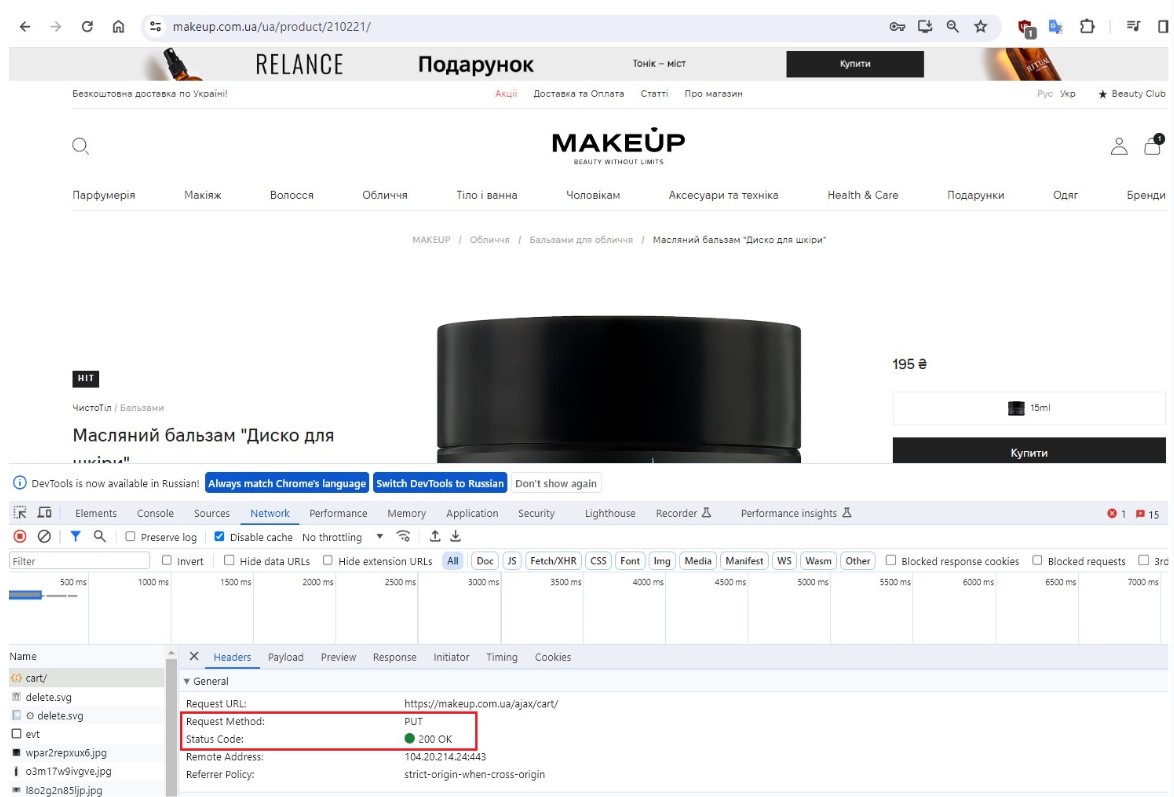 makeup.com.ua/ua/product/210221/
1
RELANCE Подарунок Тонік – міст Купити
RITUAL
Безкоштовна доставка по Україні! Акції Доставка та Оплата Статті Про магазин Рус Укр ★ Beauty Club
MAKEUP
BEAUTY WITHOUT LIMITS
1
Парфумерія Макіяж Волосся Обличчя Тіло і ванна Чоловікам Аксесуари та техніка Health & Care Подарунки Одяг Бренди
MAKEUP / Обличчя / Бальзами для обличчя / Масляний бальзам "Диско для шкіри"
195 ₴
HIT
15ml
ЧистоТіл / Бальзами
Масляний бальзам "Диско для
шкіри"
Купити
DevTools is now available in Russian! Always match Chrome's language Switch DevTools to Russian Don't show again
Elements Console Sources Network Performance Memory Application Security Lighthouse Recorder Performance insights 1 15
Preserve log Disable cache No throttling
Filter Invert Hide data URLs Hide extension URLs All Doc JS Fetch/XHR CSS Font Img Media Manifest WS Wasm Other Blocked response cookies Blocked requests 3rd
500 ms 1000 ms 1500 ms 2000 ms 2500 ms 3000 ms 3500 ms 4000 ms 4500 ms 5000 ms 5500 ms 6000 ms 6500 ms 7000 ms
Name Headers Payload Preview Response Initiator Timing Cookies
cart/ General
delete.svg Request URL: https://makeup.com.ua/ajax/cart/
delete.svg Request Method: PUT
evt Status Code: 200 OK
wpar2repxux6.jpg Remote Address: 104.20.214.24:443
o3m17w9ivgve.jpg Referrer Policy: strict-origin-when-cross-origin
l8o2g2n85ljp.jpg